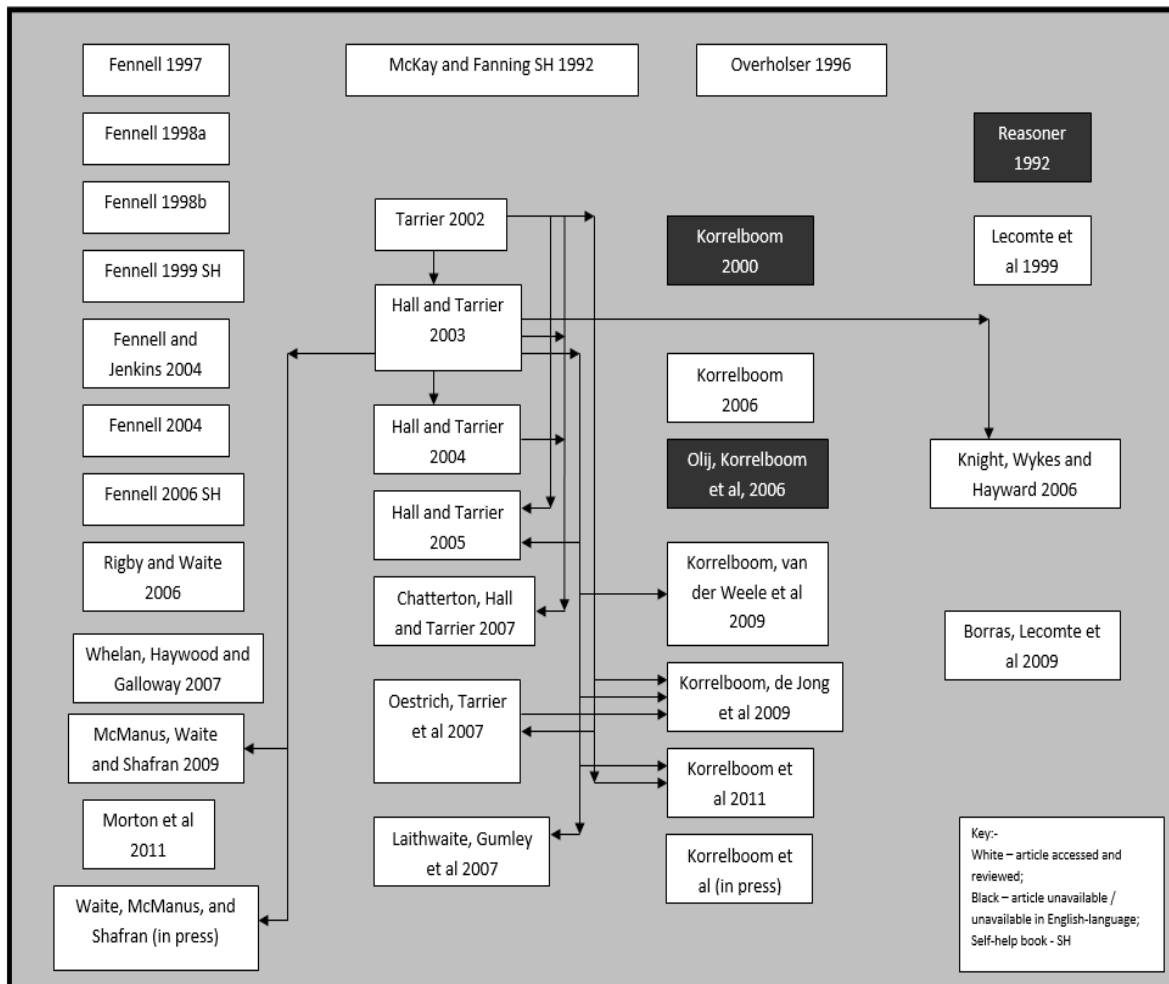 Fennell 1997
McKay and Fanning SH 1992
Overholser 1996
Fennell 1998a
Reasoner
1992
Fennell 1998b
Tarrier 2002
Korrelboom
2000
Lecomte et
al 1999
Fennell 1999 SH
Hall and Tarrier
2003
Fennell and
Jenkins 2004
Korrelboom
2006
Fennell 2004
Hall and Tarrier
2004
Olij, Korrelboom
et al, 2006
Knight, Wykes and
Hayward 2006
Fennell 2006 SH
Hall and Tarrier
2005
Rigby and Waite
2006
Chatterton, Hall
and Tarrier 2007
Korrelboom, van
der Weele et al
2009
Borras, Lecomte
et al 2009
Whelan, Haywood and
Galloway 2007
Oestrich, Tarrier
et al 2007
Korrelboom, de Jong
et al 2009
McManus, Waite
and Shafran 2009
Korrelboom et
al 2011
Morton et al
2011
Laithwaite, Gumley
et al 2007
Korrelboom et
al (in press)
Waite, McManus, and
Shafran (in press)
Key:-
White – article accessed and
reviewed;
Black – article unavailable /
unavailable in English-language;
Self-help book - SH